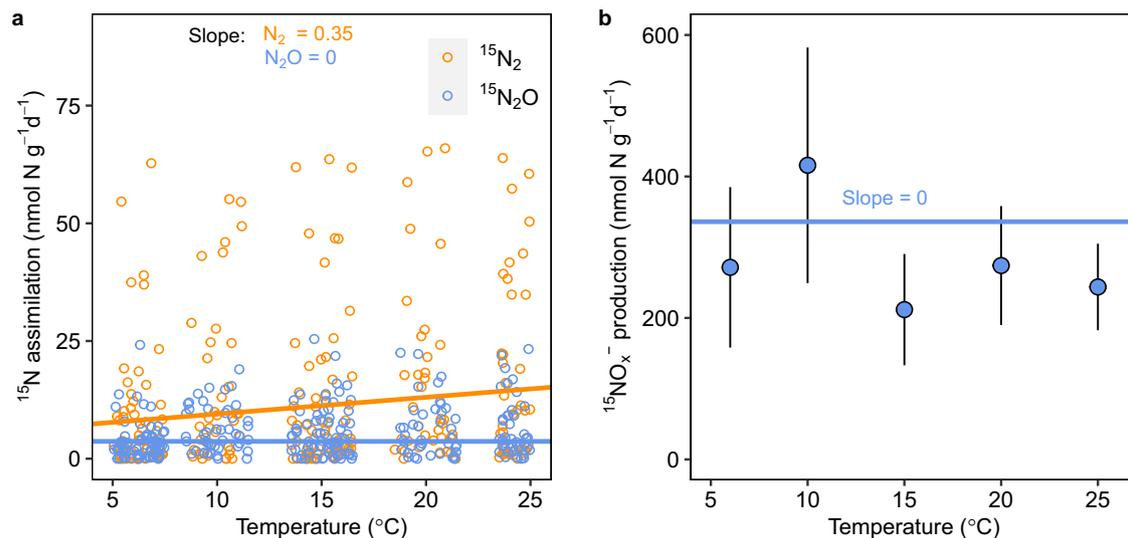 a
Slope: N₂ = 0.35
N₂O = 0
¹⁵N₂
¹⁵N₂O
¹⁵N assimilation (nmol N g⁻¹d⁻¹)
75
50
25
0
5 10 15 20 25
Temperature (°C)
b
¹⁵NOₓ⁻ production (nmol N g⁻¹d⁻¹)
600
400
200
0
Slope = 0
5 10 15 20 25
Temperature (°C)